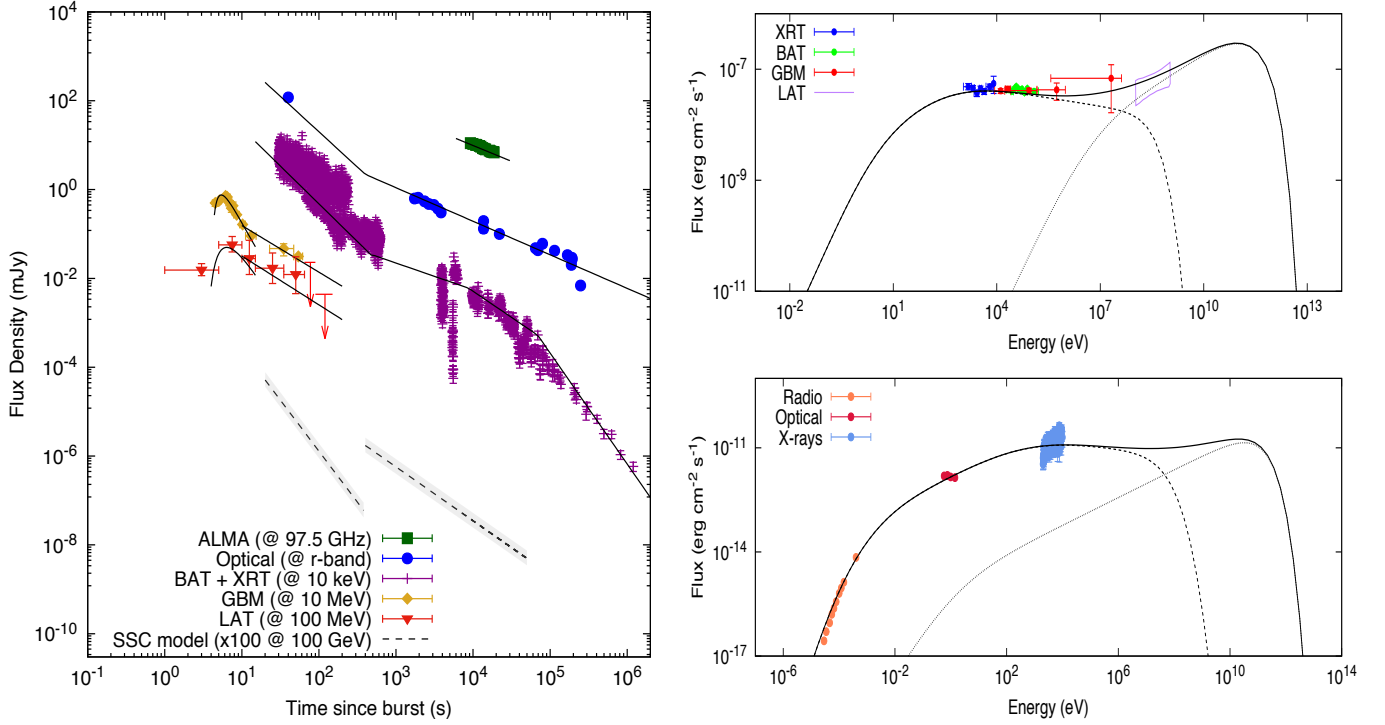 10^4
10^2
10^0
10^-2
10^-4
10^-6
10^-8
10^-10
Flux Density (mJy)
ALMA (@ 97.5 GHz)
Optical (@ r-band)
BAT + XRT (@ 10 keV)
GBM (@ 10 MeV)
LAT (@ 100 MeV)
SSC model (x100 @ 100 GeV)
10^-1 10^0 10^1 10^2 10^3 10^4 10^5 10^6
Time since burst (s)
XRT
BAT
GBM
LAT
10^-7
10^-9
10^-11
Flux (erg cm^-2 s^-1)
10^-2 10^1 10^4 10^7 10^10 10^13
Energy (eV)
Radio
Optical
X-rays
10^-11
10^-14
10^-17
Flux (erg cm^-2 s^-1)
10^-6 10^-2 10^2 10^6 10^10 10^14
Energy (eV)